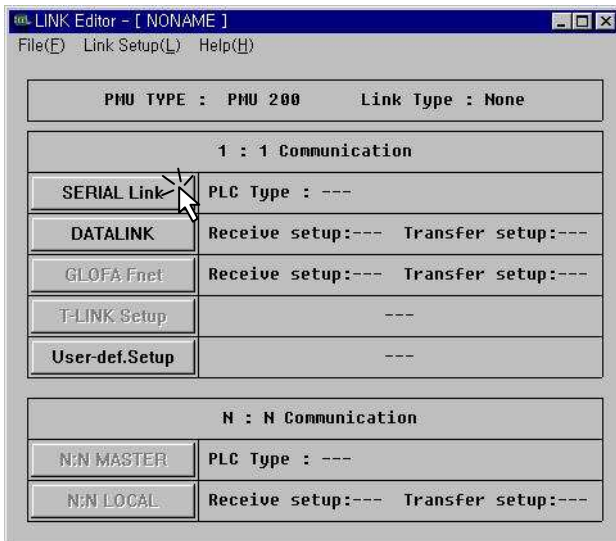 LINK Editor - [ NONAME ]
File(F) Link Setup(L) Help(H)
PMU TYPE : PMU 200 Link Type : None
1 : 1 Communication
SERIAL Link PLC Type : ---
DATALINK Receive setup:--- Transfer setup:---
GLOFA Fnet Receive setup:--- Transfer setup:---
T-LINK Setup ---
User-def.Setup ---
N : N Communication
N:N MASTER PLC Type : ---
N:N LOCAL Receive setup:--- Transfer setup:---